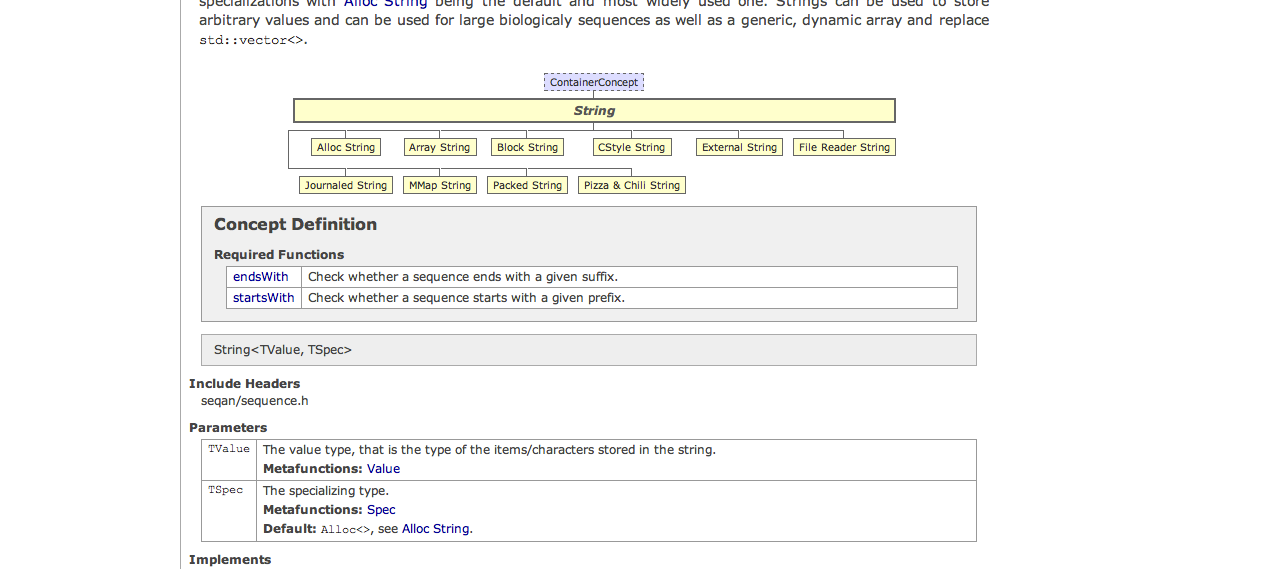 specializations with Alloc String being the default and most widely used one. Strings can be used to store
arbitrary values and can be used for large biologicaly sequences as well as a generic, dynamic array and replace
std::vector<>.
ContainerConcept
String
Alloc String Array String Block String CStyle String External String File Reader String
Journaled String MMap String Packed String Pizza & Chili String
Concept Definition
Required Functions
endsWith Check whether a sequence ends with a given suffix.
startsWith Check whether a sequence starts with a given prefix.
String<TValue, TSpec>
Include Headers
seqan/sequence.h
Parameters
TValue The value type, that is the type of the items/characters stored in the string.
Metafunctions: Value
TSpec The specializing type.
Metafunctions: Spec
Default: Alloc<>, see Alloc String.
Implements